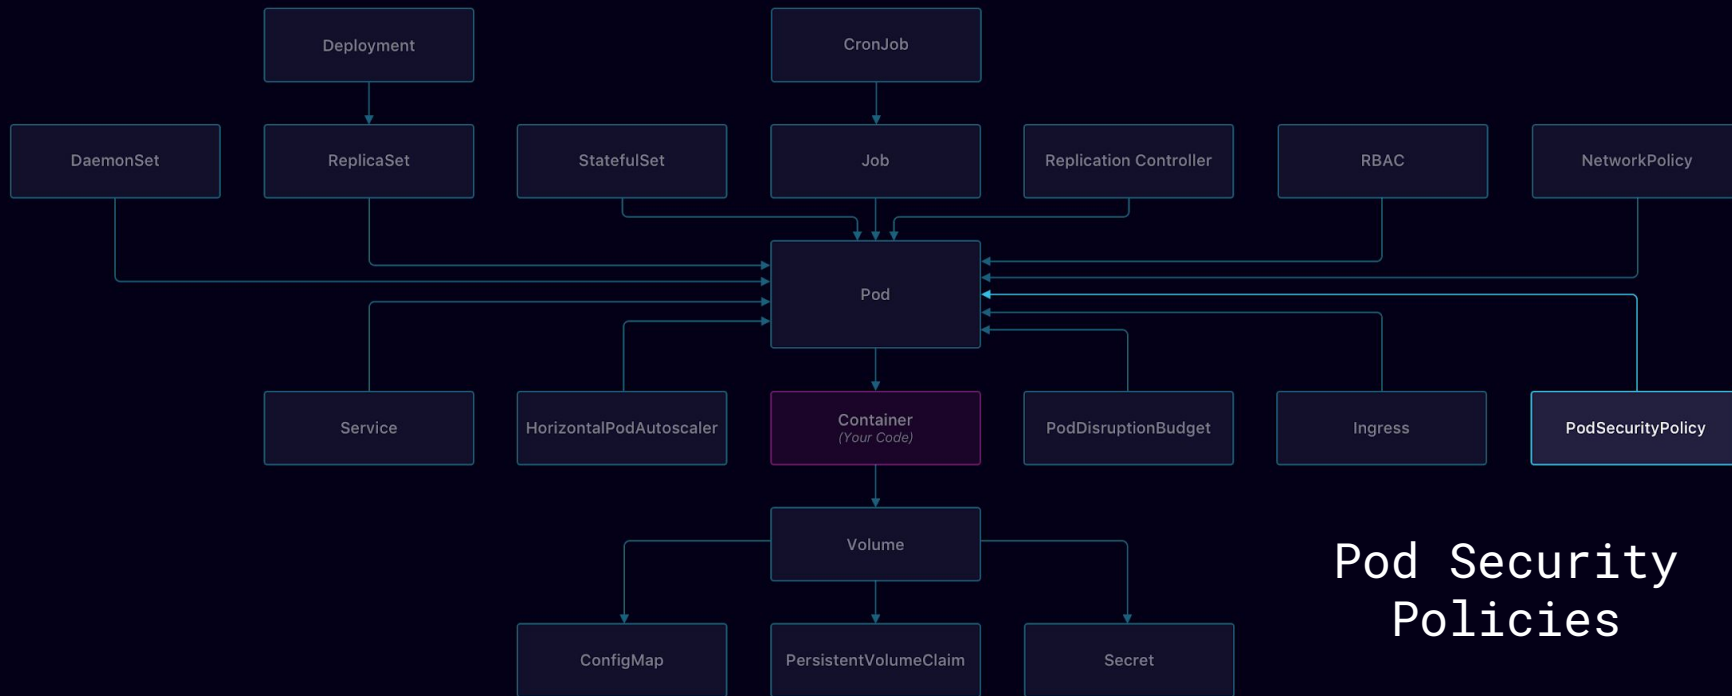 Deployment
CronJob
DaemonSet
ReplicaSet
StatefulSet
Job
Replication Controller
RBAC
NetworkPolicy
Pod
Service
HorizontalPodAutoscaler
Container
(Your Code)
PodDisruptionBudget
Ingress
PodSecurityPolicy
Volume
Pod Security
Policies
ConfigMap
PersistentVolumeClaim
Secret